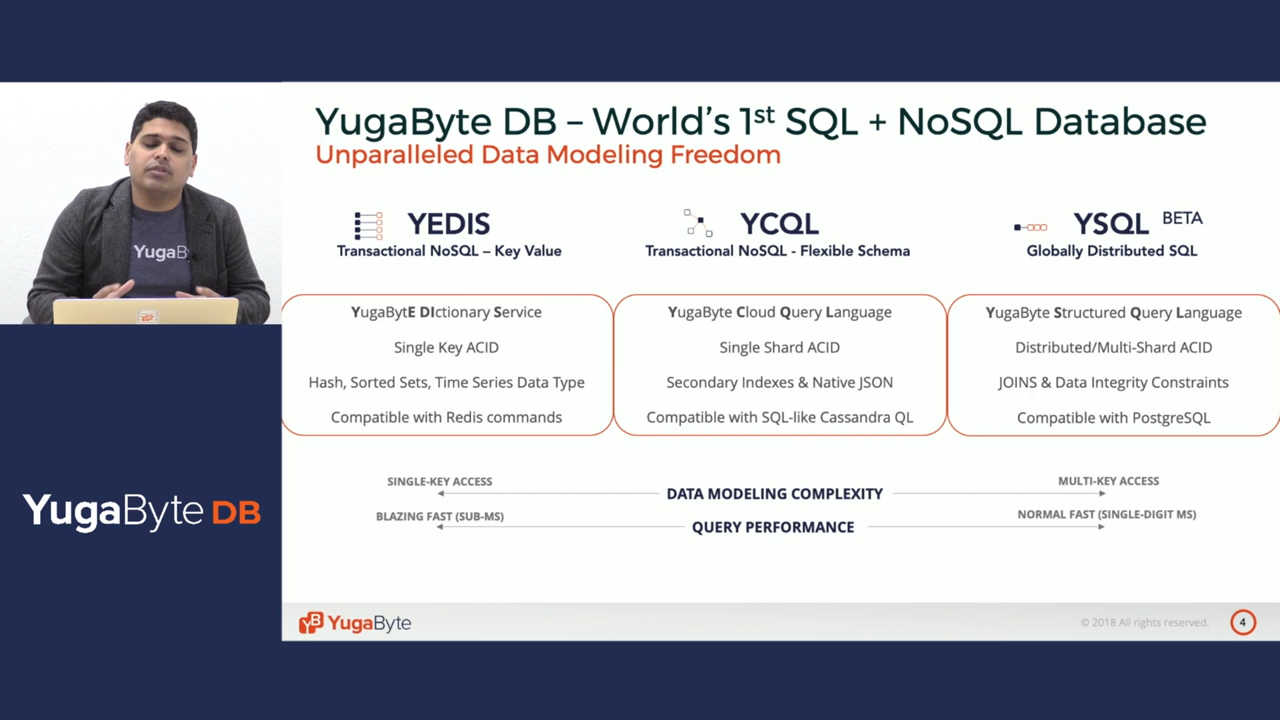 YugaByte DB – World's 1st SQL + NoSQL Database
Unparalleled Data Modeling Freedom
YEDIS
Transactional NoSQL – Key Value
YCQL
Transactional NoSQL - Flexible Schema
YSQL BETA
Globally Distributed SQL
YugaBytE DIctionary Service
Single Key ACID
Hash, Sorted Sets, Time Series Data Type
Compatible with Redis commands
YugaByte Cloud Query Language
Single Shard ACID
Secondary Indexes & Native JSON
Compatible with SQL-like Cassandra QL
YugaByte Structured Query Language
Distributed/Multi-Shard ACID
JOINS & Data Integrity Constraints
Compatible with PostgreSQL
SINGLE-KEY ACCESS
DATA MODELING COMPLEXITY
MULTI-KEY ACCESS
BLAZING FAST (SUB-MS)
QUERY PERFORMANCE
NORMAL FAST (SINGLE-DIGIT MS)
YugaB
YugaByte DB
YB YugaByte
© 2018 All rights reserved.
4